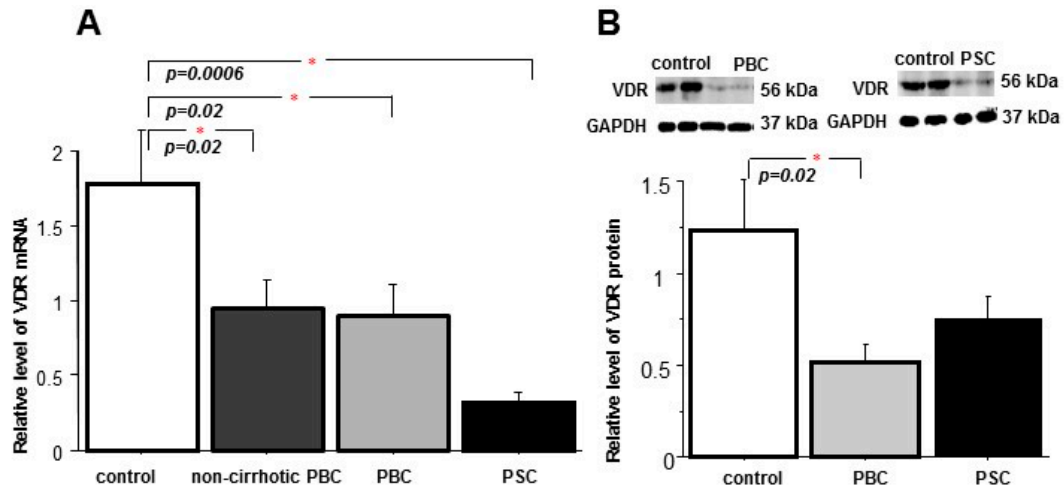 A
*
p=0.0006
*
p=0.02
*
p=0.02
Relative level of VDR mRNA
2
1.5
1
0.5
0
control non-cirrhotic PBC PBC PSC
B
control PBC
VDR 56 kDa
GAPDH 37 kDa
control PSC
VDR 56 kDa
GAPDH 37 kDa
*
p=0.02
Relative level of VDR protein
1.5
1
0.5
0
control PBC PSC